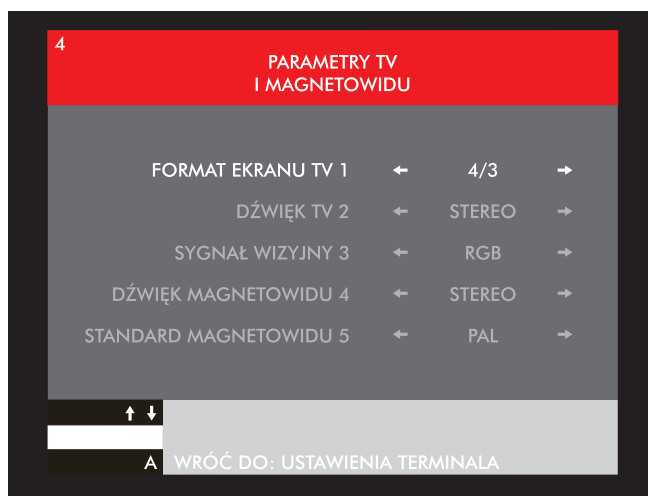 4
PARAMETRY TV
I MAGNETOWIDU
FORMAT EKRANU TV 1 ← 4/3 →
DŹWIĘK TV 2 ← STEREO →
SYGNAŁ WIZYJNY 3 ← RGB →
DŹWIĘK MAGNETOWIDU 4 ← STEREO →
STANDARD MAGNETOWIDU 5 ← PAL →
↑ ↓
A WRÓĆ DO: USTAWIENIA TERMINALA